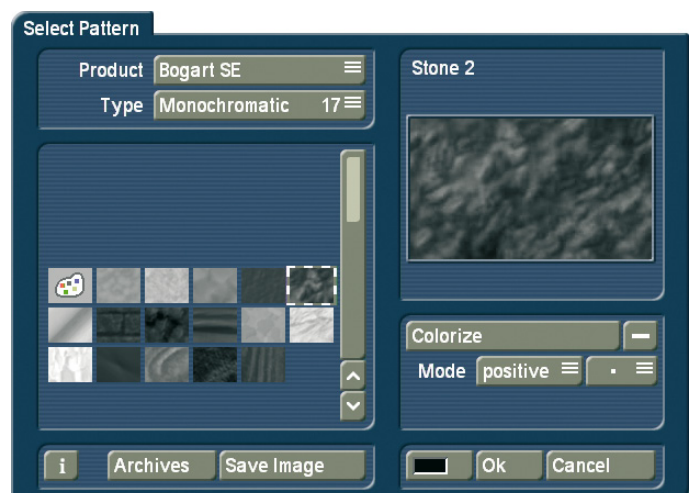 Select Pattern
Product Bogart SE
Type Monochromatic 17
Stone 2
Colorize
Mode positive
i Archives Save Image
Ok Cancel